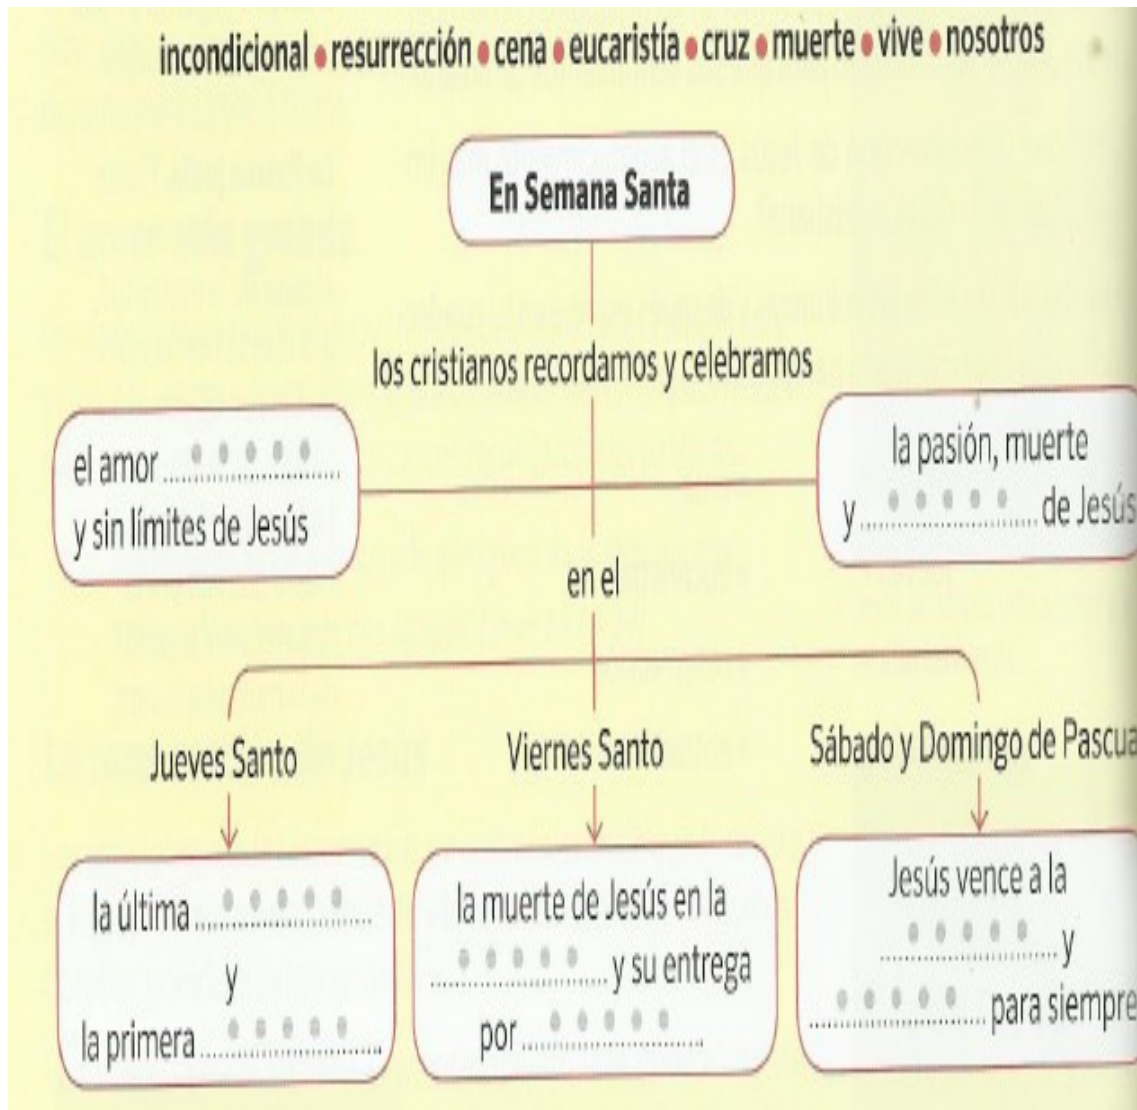 incondicional • resurrección • cena • eucaristía • cruz • muerte • vive • nosotros
En Semana Santa
los cristianos recordamos y celebramos
el amor ..........
y sin límites de Jesús
la pasión, muerte
y .......... de Jesús
en el
Jueves Santo
Viernes Santo
Sábado y Domingo de Pascua
la última ..........
y
la primera ..........
la muerte de Jesús en la
.......... y su entrega
por ..........
Jesús vence a la
.......... y
.......... para siempre